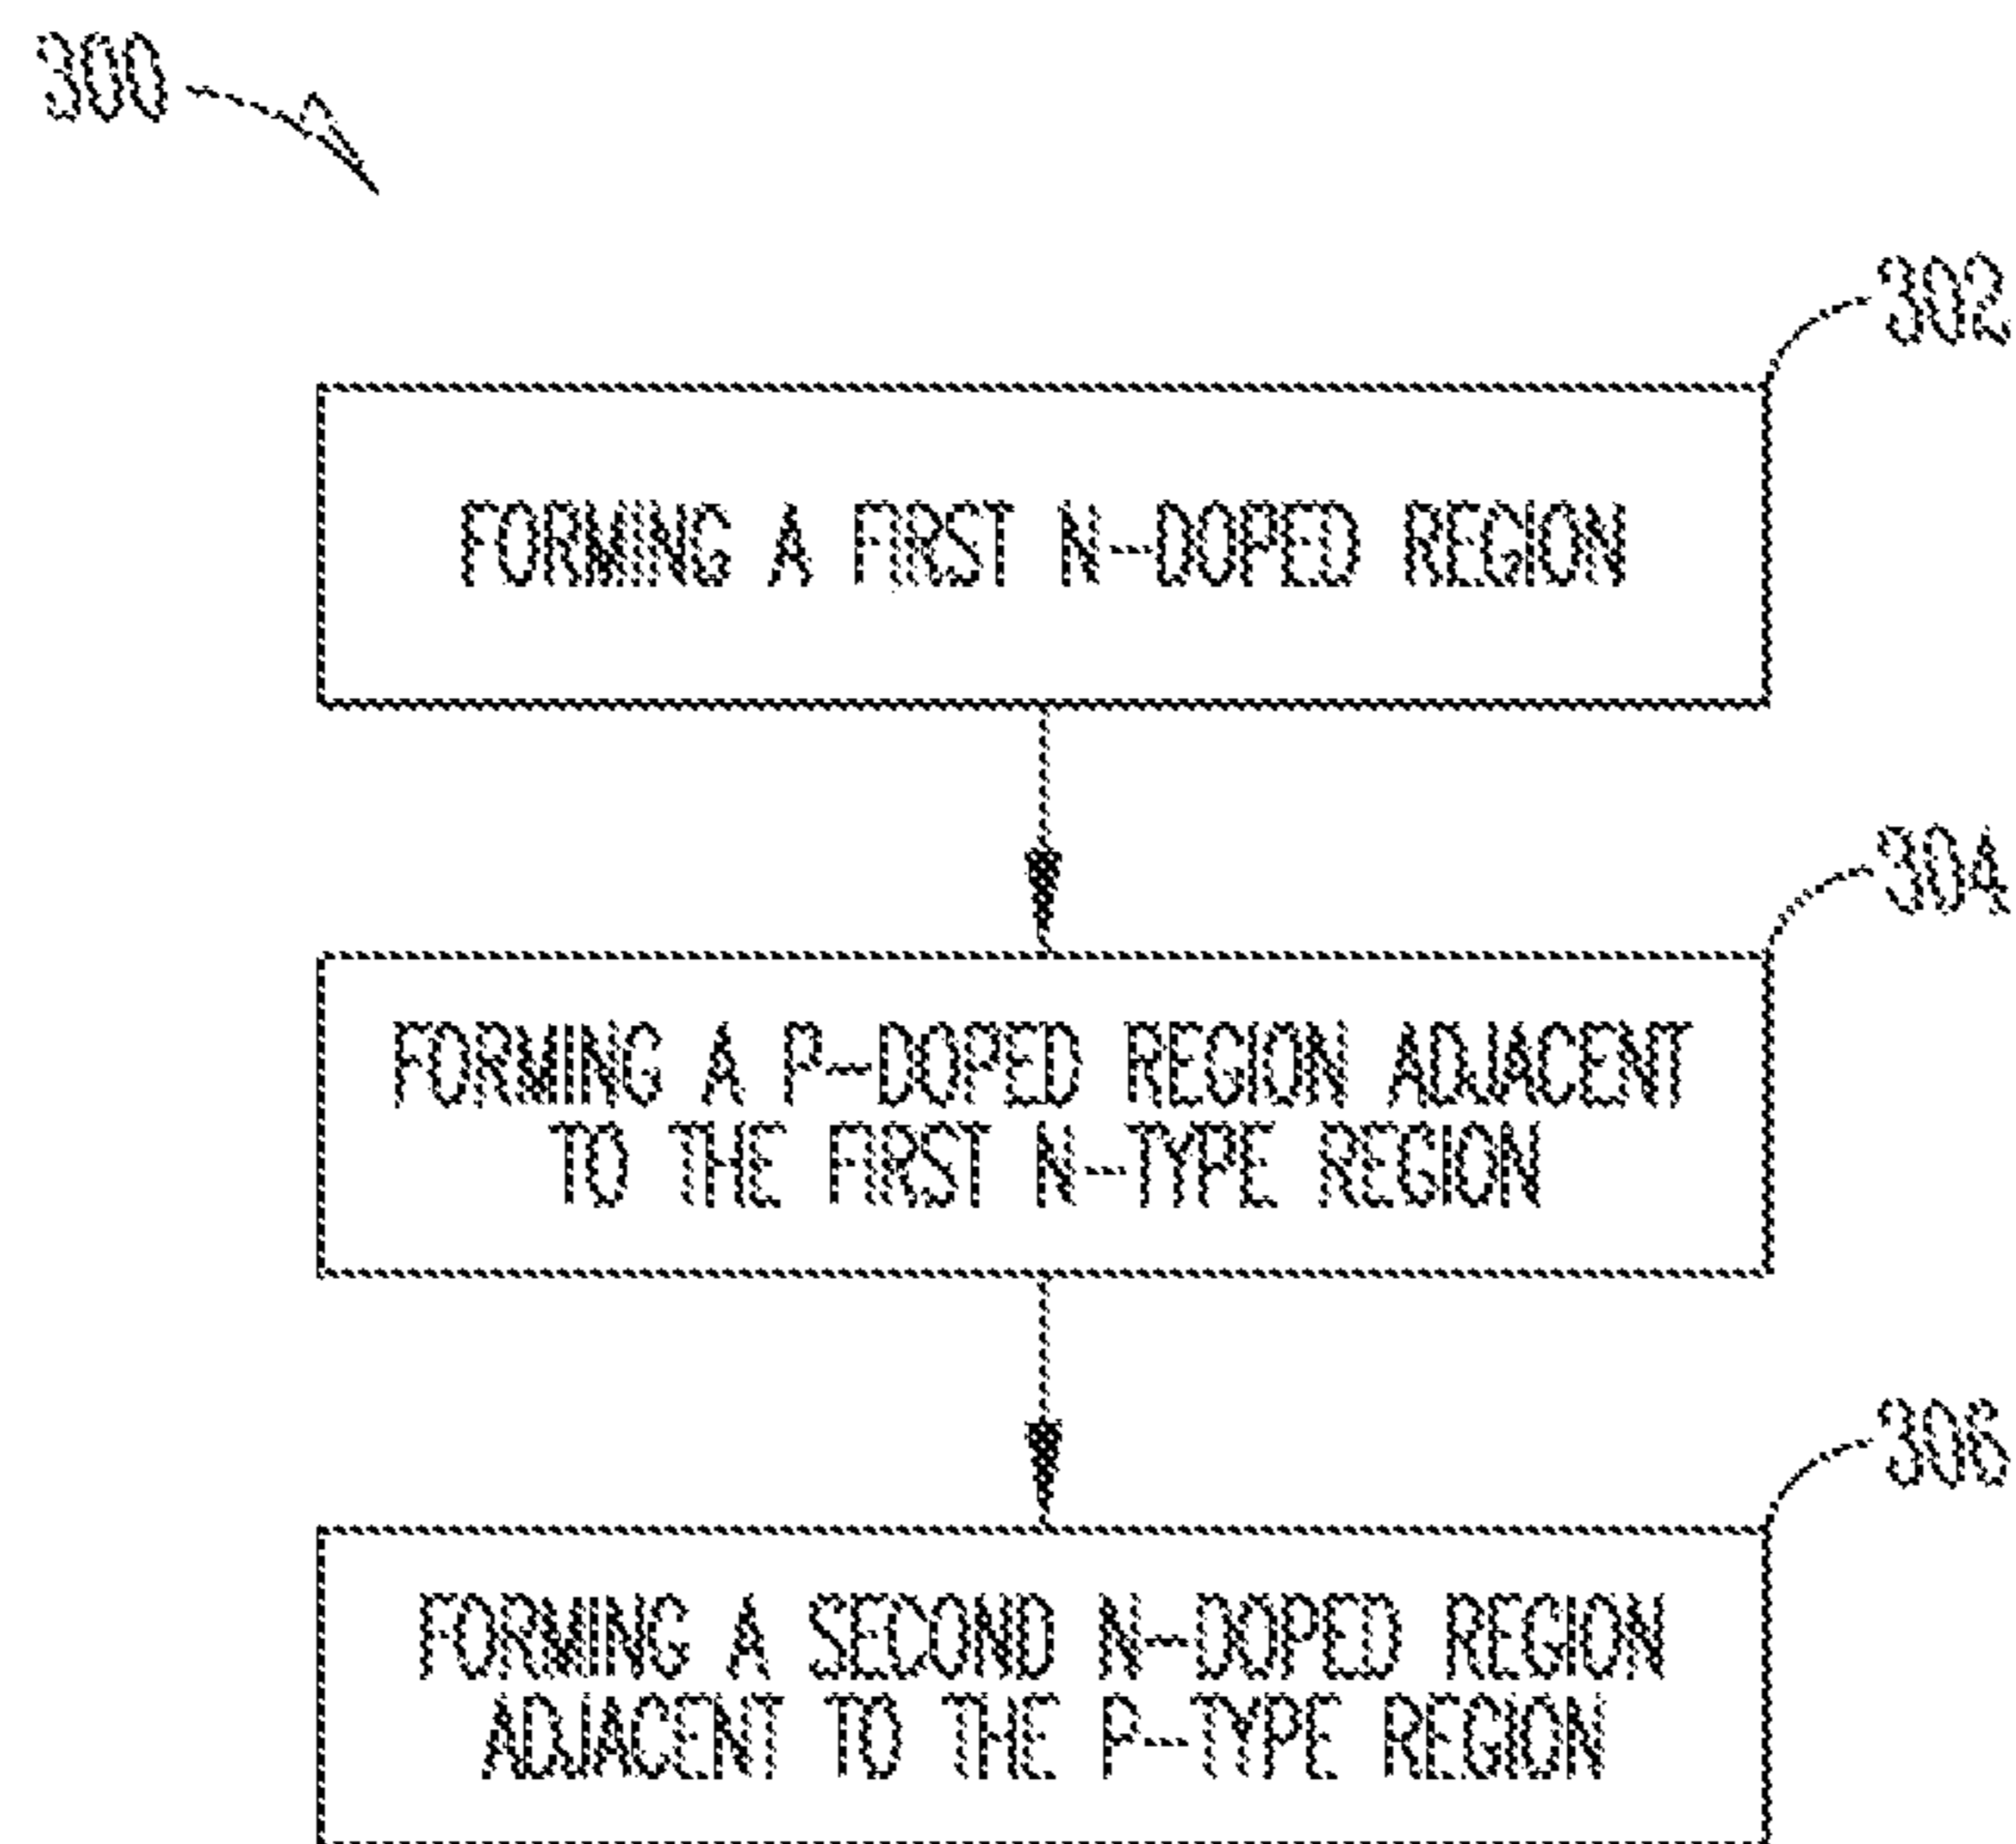 300
302
FORMING A FIRST N-DOPED REGION
304
FORMING A P-DOPED REGION ADJACENT
TO THE FIRST N-TYPE REGION
306
FORMING A SECOND N-DOPED REGION
ADJACENT TO THE P-TYPE REGION